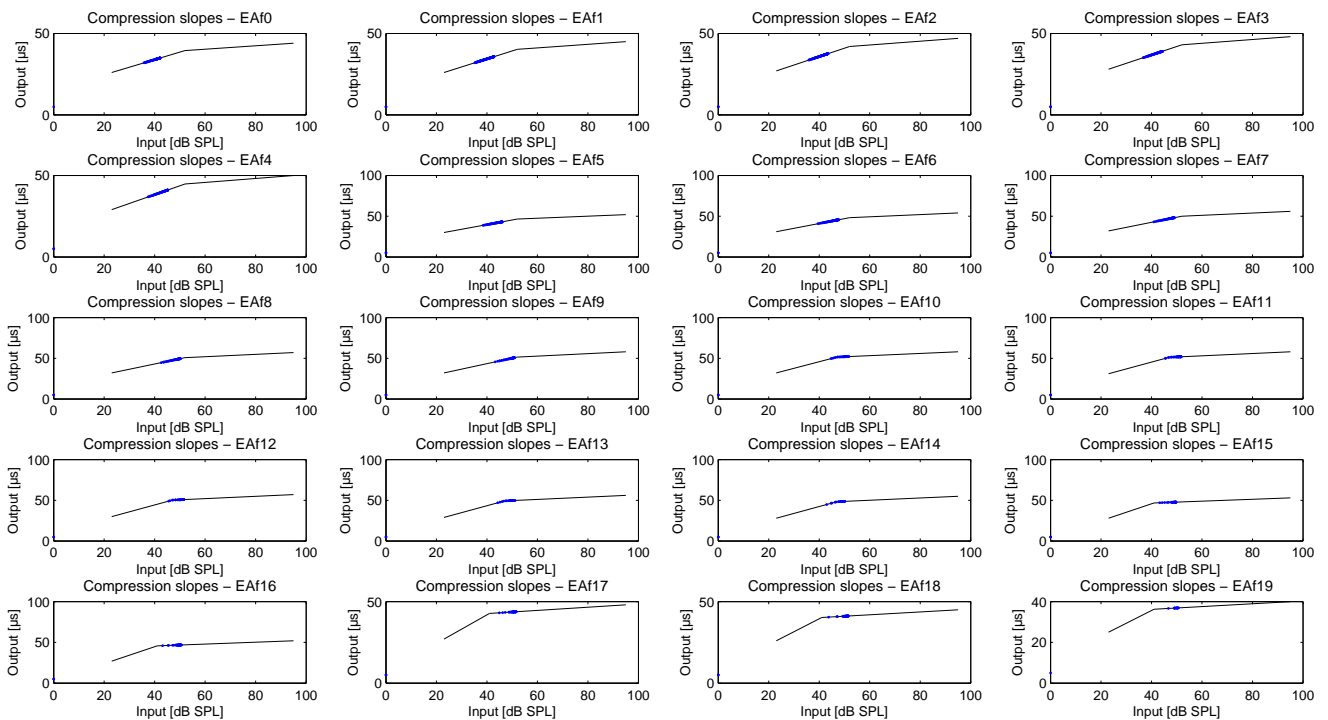 Compression slopes − EAf0
Compression slopes − EAf1
Compression slopes − EAf2
Compression slopes − EAf3
50
0
Output [µs]
0 20 40 60 80 100
Input [dB SPL]
50
0
Output [µs]
0 20 40 60 80 100
Input [dB SPL]
50
0
Output [µs]
0 20 40 60 80 100
Input [dB SPL]
50
0
Output [µs]
0 20 40 60 80 100
Input [dB SPL]
Compression slopes − EAf4
Compression slopes − EAf5
Compression slopes − EAf6
Compression slopes − EAf7
50
0
Output [µs]
0 20 40 60 80 100
Input [dB SPL]
100
50
0
Output [µs]
0 20 40 60 80 100
Input [dB SPL]
100
50
0
Output [µs]
0 20 40 60 80 100
Input [dB SPL]
100
50
0
Output [µs]
0 20 40 60 80 100
Input [dB SPL]
Compression slopes − EAf8
Compression slopes − EAf9
Compression slopes − EAf10
Compression slopes − EAf11
100
50
0
Output [µs]
0 20 40 60 80 100
Input [dB SPL]
100
50
0
Output [µs]
0 20 40 60 80 100
Input [dB SPL]
100
50
0
Output [µs]
0 20 40 60 80 100
Input [dB SPL]
100
50
0
Output [µs]
0 20 40 60 80 100
Input [dB SPL]
Compression slopes − EAf12
Compression slopes − EAf13
Compression slopes − EAf14
Compression slopes − EAf15
100
50
0
Output [µs]
0 20 40 60 80 100
Input [dB SPL]
100
50
0
Output [µs]
0 20 40 60 80 100
Input [dB SPL]
100
50
0
Output [µs]
0 20 40 60 80 100
Input [dB SPL]
100
50
0
Output [µs]
0 20 40 60 80 100
Input [dB SPL]
Compression slopes − EAf16
Compression slopes − EAf17
Compression slopes − EAf18
Compression slopes − EAf19
100
50
0
Output [µs]
0 20 40 60 80 100
Input [dB SPL]
50
0
Output [µs]
0 20 40 60 80 100
Input [dB SPL]
50
0
Output [µs]
0 20 40 60 80 100
Input [dB SPL]
40
20
0
Output [µs]
0 20 40 60 80 100
Input [dB SPL]